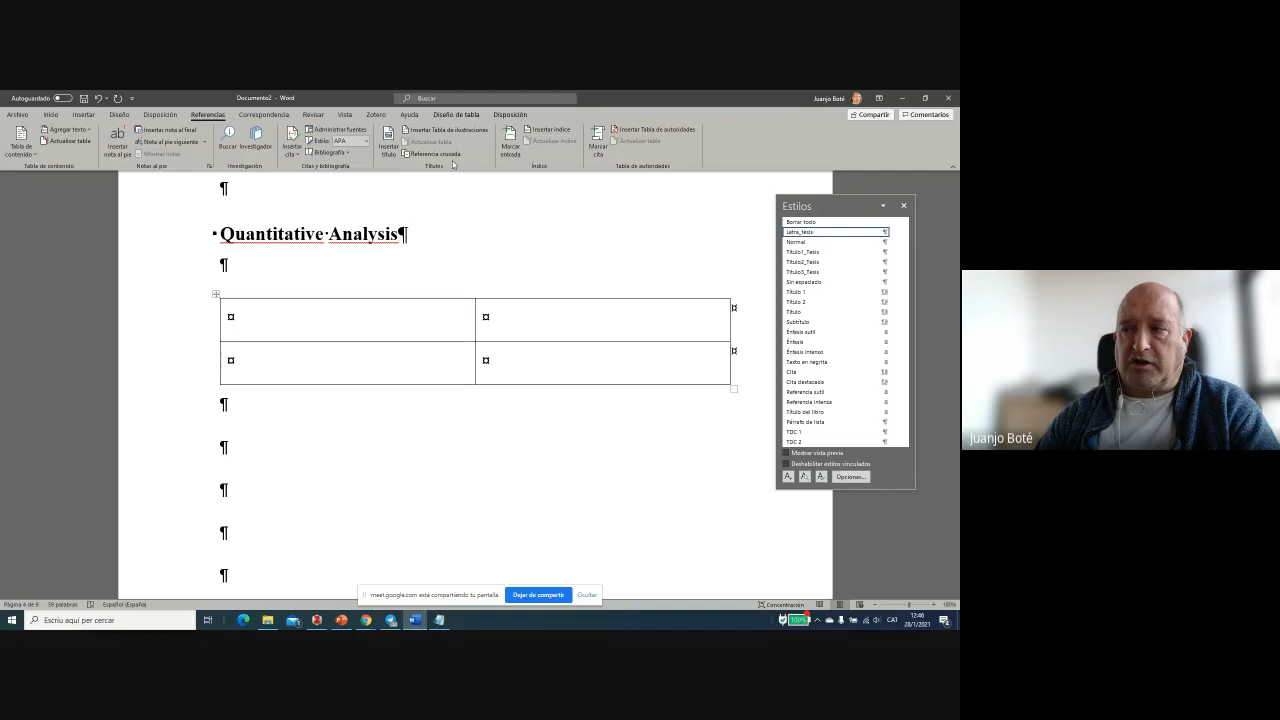 Autoguardado
Documento2 - Word
Buscar
Juanjo Boté
Archivo Inicio Insertar Diseño Disposición Referencias Correspondencia Revisar Vista Zotero Ayuda Diseño de tabla Disposición
Compartir Comentarios
Tabla de contenido
Agregar texto
Actualizar tabla
Tabla de contenido
Insertar nota al pie
Insertar nota al final
Nota al pie siguiente
Mostrar notas
Notas al pie
Buscar
Investigador
Investigación
Insertar cita
Administrar fuentes
Estilo: APA
Bibliografía
Citas y bibliografía
Insertar título
Insertar Tabla de ilustraciones
Actualizar tabla
Referencia cruzada
Títulos
Marcar entrada
Insertar índice
Actualizar índice
Índice
Marcar cita
Insertar Tabla de autoridades
Actualizar tabla
Tabla de autoridades
¶
Quantitative·Analysis¶
¶
¤ ¤ ¤
¤ ¤ ¤
¶
¶
¶
¶
¶
Estilos
Borrar todo
Letra_tesis ¶
Normal ¶
Título1_Tesis ¶
Título2_Tesis ¶
Título3_Tesis ¶
Sin espaciado ¶
Título 1 ¶a
Título 2 ¶a
Título ¶a
Subtítulo ¶a
Énfasis sutil a
Énfasis a
Énfasis intenso a
Texto en negrita a
Cita ¶a
Cita destacada ¶a
Referencia sutil a
Referencia intensa a
Título del libro a
Párrafo de lista ¶
TDC 1 ¶
TDC 2 ¶
Mostrar vista previa
Deshabilitar estilos vinculados
Opciones...
Juanjo Boté
meet.google.com está compartiendo tu pantalla.
Dejar de compartir
Ocultar
Página 4 de 9 59 palabras Español (España)
Concentración
180%
Escriu aquí per cercar
100%
CAT
12:46
28/1/2021